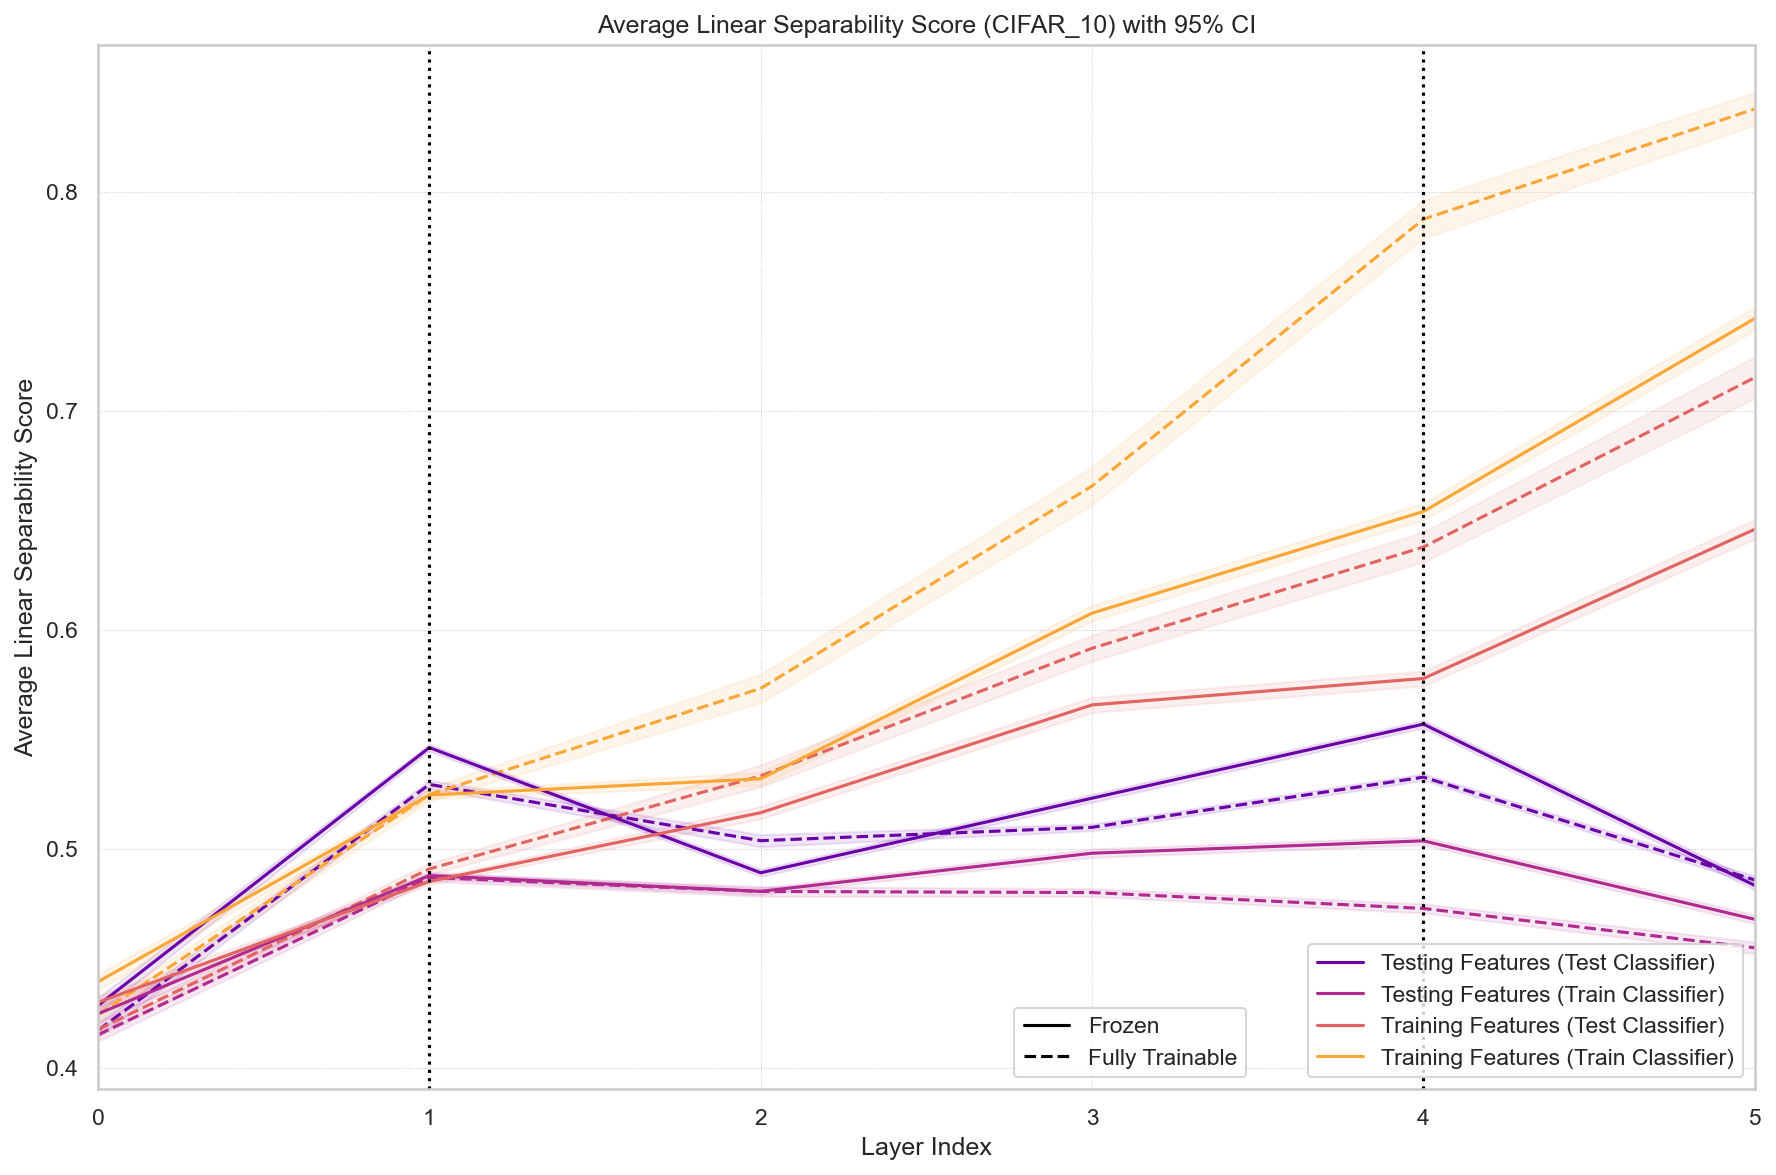 Average Linear Separability Score (CIFAR_10) with 95% CI
Average Linear Separability Score
0.8
0.7
0.6
0.5
0.4
0
1
2
3
4
5
Layer Index
Frozen
Fully Trainable
Testing Features (Test Classifier)
Testing Features (Train Classifier)
Training Features (Test Classifier)
Training Features (Train Classifier)